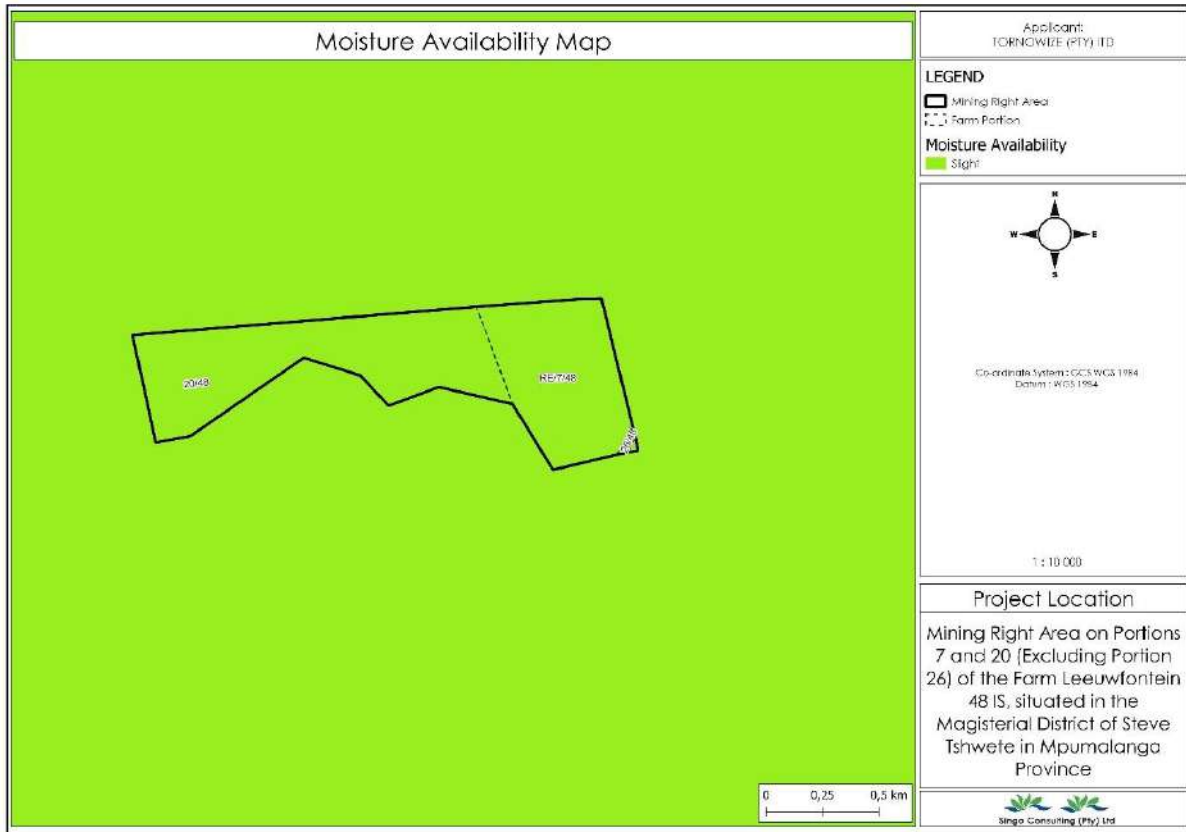 Moisture Availability Map
Applicant:
TORNOWIZE (PTY) LTD
LEGEND
Mining Right Area
Farm Portion
Moisture Availability
Slight
N
W
E
S
Co-ordinate System : GCS WGS 1984
Datum : WGS 1984
1 : 10 000
20/48
RE/7/48
26/48
0 0,25 0,5 km
Project Location
Mining Right Area on Portions
7 and 20 (Excluding Portion
26) of the Farm Leeuwfontein
48 IS, situated in the
Magisterial District of Steve
Tshwete in Mpumalanga
Province
Singo Consulting (Pty) Ltd